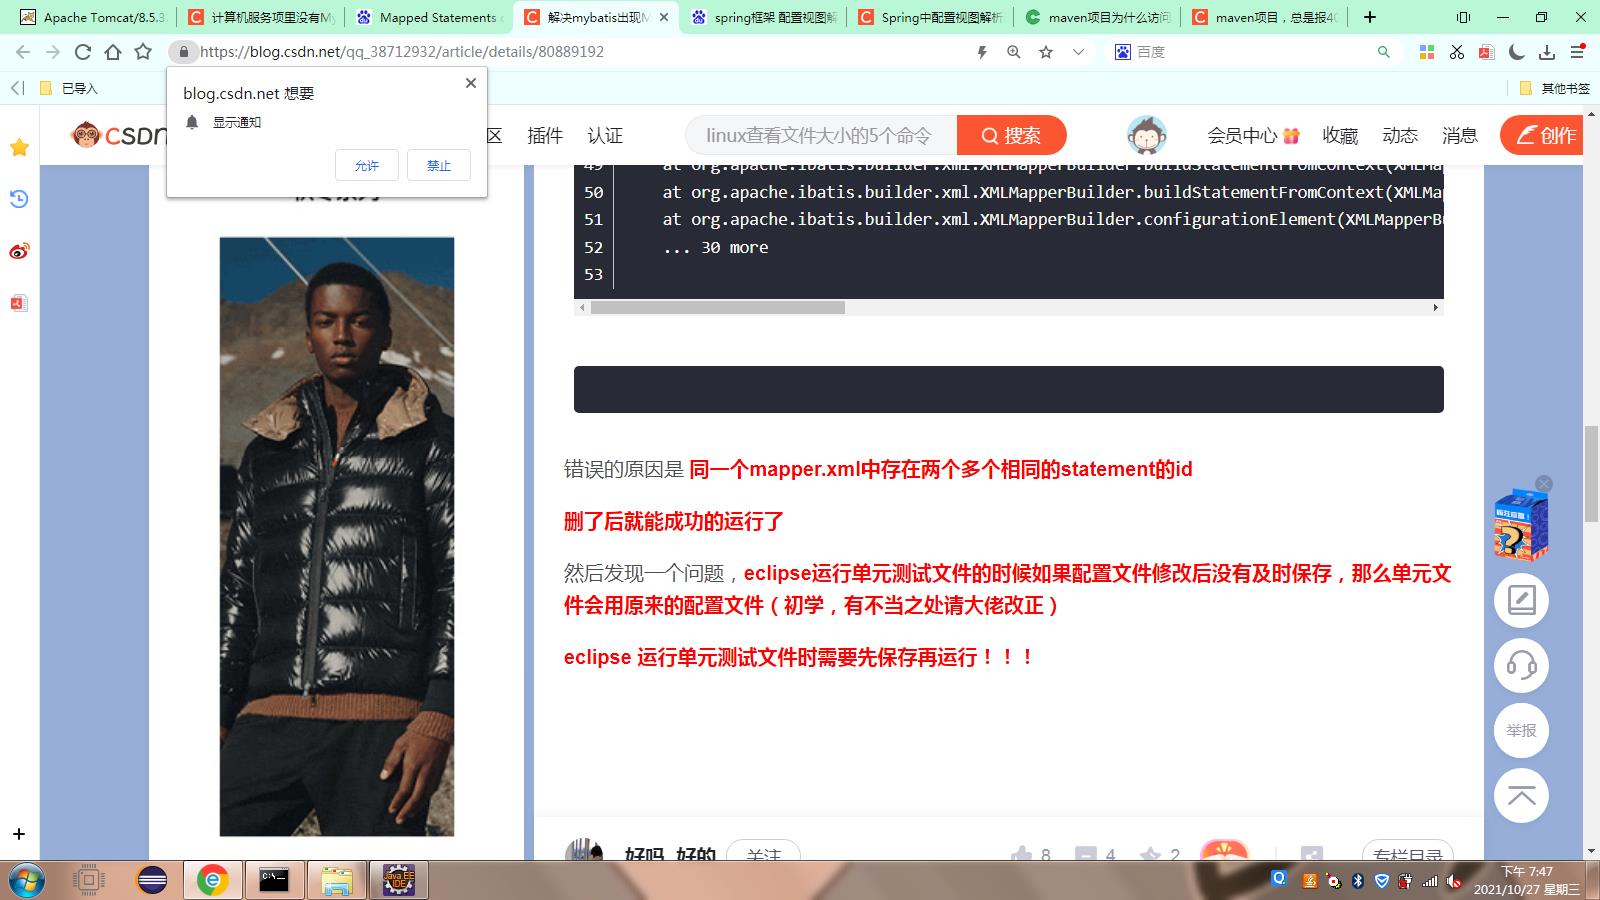 Apache Tomcat/8.5.3
计算机服务项里没有My
Mapped Statements c
解决mybatis出现M
spring框架 配置视图解
Spring中配置视图解析
maven项目为什么访问
maven项目，总是报40
https://blog.csdn.net/qq_38712932/article/details/80889192
百度
已导入
其他书签
blog.csdn.net 想要
显示通知
允许
禁止
CSDN
区
插件
认证
linux查看文件大小的5个命令
搜索
会员中心
收藏
动态
消息
创作
49 at org.apache.ibatis.builder.xml.XMLMapperBuilder.buildStatementFromContext(XMLMap
50 at org.apache.ibatis.builder.xml.XMLMapperBuilder.buildStatementFromContext(XMLMap
51 at org.apache.ibatis.builder.xml.XMLMapperBuilder.configurationElement(XMLMapperBu
52 ... 30 more
53
错误的原因是 同一个mapper.xml中存在两个多个相同的statement的id
删了后就能成功的运行了
然后发现一个问题，eclipse运行单元测试文件的时候如果配置文件修改后没有及时保存，那么单元文
件会用原来的配置文件（初学，有不当之处请大佬改正）
eclipse 运行单元测试文件时需要先保存再运行！！！
举报
好吗_好的
关注
8
4
2
专栏目录
Java EE
IDE
下午 7:47
2021/10/27 星期三